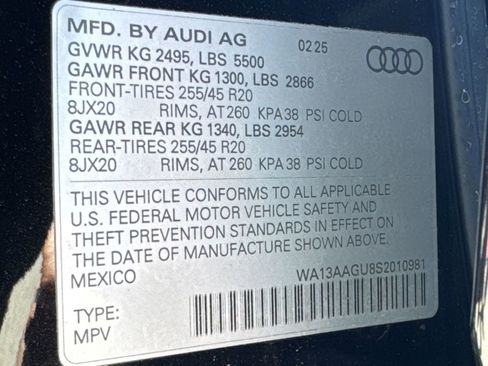 MFD. BY AUDI AG 02 25
GVWR KG 2495, LBS 5500
GAWR FRONT KG 1300, LBS 2866
FRONT-TIRES 255/45 R20
8JX20 RIMS, AT 260 KPA 38 PSI COLD
GAWR REAR KG 1340, LBS 2954
REAR-TIRES 255/45 R20
8JX20 RIMS, AT 260 KPA 38 PSI COLD
THIS VEHICLE CONFORMS TO ALL APPLICABLE
U.S. FEDERAL MOTOR VEHICLE SAFETY AND
THEFT PREVENTION STANDARDS IN EFFECT ON
THE DATE OF MANUFACTURE SHOWN ABOVE.
MEXICO WA13AAGU8S2010981
TYPE:
MPV